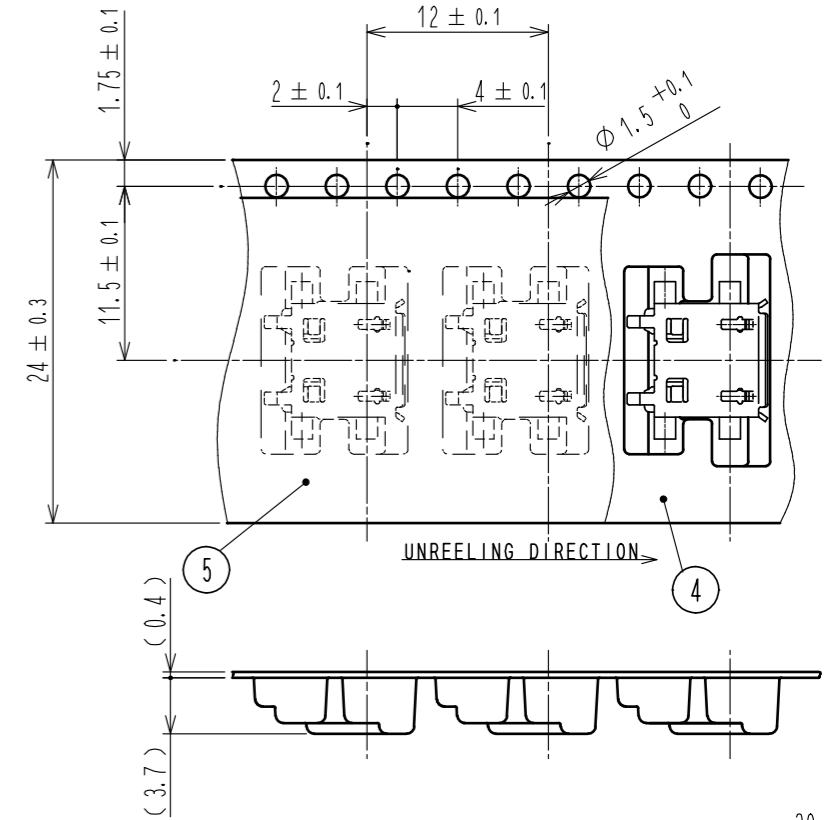 12 ± 0.1
1.75 ± 0.1
2 ± 0.1
4 ± 0.1
Φ 1.5 +0.1 0
11.5 ± 0.1
24 ± 0.3
UNREELING DIRECTION
5
4
( 0.4 )
( 3.7 )